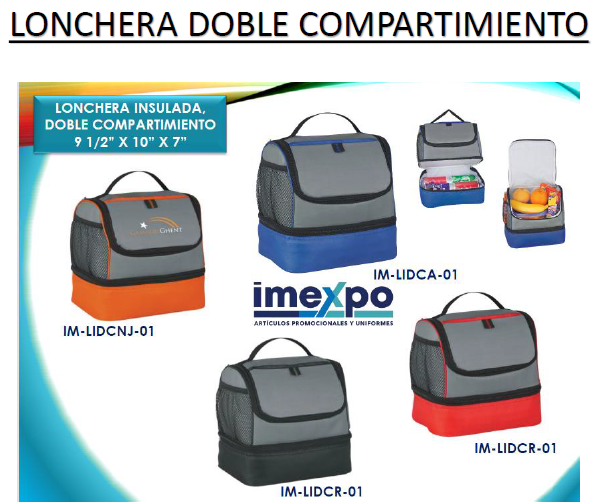 LONCHERA DOBLE COMPARTIMIENTO
LONCHERA INSULADA,
DOBLE COMPARTIMIENTO
9 1/2" X 10" X 7"
IM-LIDCA-01
IM-LIDCNJ-01
imexpo
ARTÍCULOS PROMOCIONALES Y UNIFORMES
IM-LIDCR-01
IM-LIDCR-01